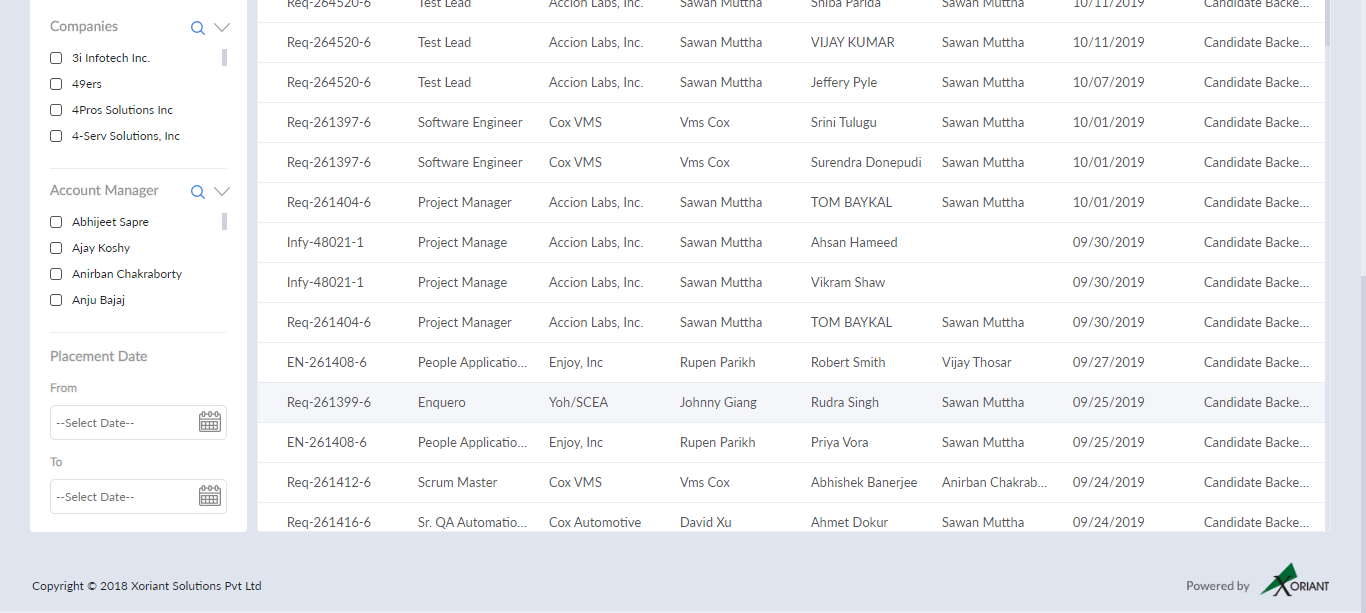 Companies
3i Infotech Inc.
49ers
4Pros Solutions Inc
4-Serv Solutions, Inc
Account Manager
Abhijeet Sapre
Ajay Koshy
Anirban Chakraborty
Anju Bajaj
Placement Date
From
--Select Date--
To
--Select Date--
Req-264520-6 Test Lead Accion Labs, Inc. Sawan Muttha Shiba Parida Sawan Muttha 10/11/2019 Candidate Backe...
Req-264520-6 Test Lead Accion Labs, Inc. Sawan Muttha VIJAY KUMAR Sawan Muttha 10/11/2019 Candidate Backe...
Req-264520-6 Test Lead Accion Labs, Inc. Sawan Muttha Jeffery Pyle Sawan Muttha 10/07/2019 Candidate Backe...
Req-261397-6 Software Engineer Cox VMS Vms Cox Srini Tulugu Sawan Muttha 10/01/2019 Candidate Backe...
Req-261397-6 Software Engineer Cox VMS Vms Cox Surendra Donepudi Sawan Muttha 10/01/2019 Candidate Backe...
Req-261404-6 Project Manager Accion Labs, Inc. Sawan Muttha TOM BAYKAL Sawan Muttha 10/01/2019 Candidate Backe...
Infy-48021-1 Project Manage Accion Labs, Inc. Sawan Muttha Ahsan Hameed 09/30/2019 Candidate Backe...
Infy-48021-1 Project Manager Accion Labs, Inc. Sawan Muttha Vikram Shaw 09/30/2019 Candidate Backe...
Req-261404-6 Project Manager Accion Labs, Inc. Sawan Muttha TOM BAYKAL Sawan Muttha 09/30/2019 Candidate Backe...
EN-261408-6 People Applicatio... Enjoy, Inc Rupen Parikh Robert Smith Vijay Thosar 09/27/2019 Candidate Backe...
Req-261399-6 Enquero Yoh/SCEA Johnny Giang Rudra Singh Sawan Muttha 09/25/2019 Candidate Backe...
EN-261408-6 People Applicatio... Enjoy, Inc Rupen Parikh Priya Vora Sawan Muttha 09/25/2019 Candidate Backe...
Req-261412-6 Scrum Master Cox VMS Vms Cox Abhishek Banerjee Anirban Chakrab... 09/24/2019 Candidate Backe...
Req-261416-6 Sr. QA Automatio... Cox Automotive David Xu Ahmet Dokur Sawan Muttha 09/24/2019 Candidate Backe...
Copyright © 2018 Xoriant Solutions Pvt Ltd
Powered by XORIANT